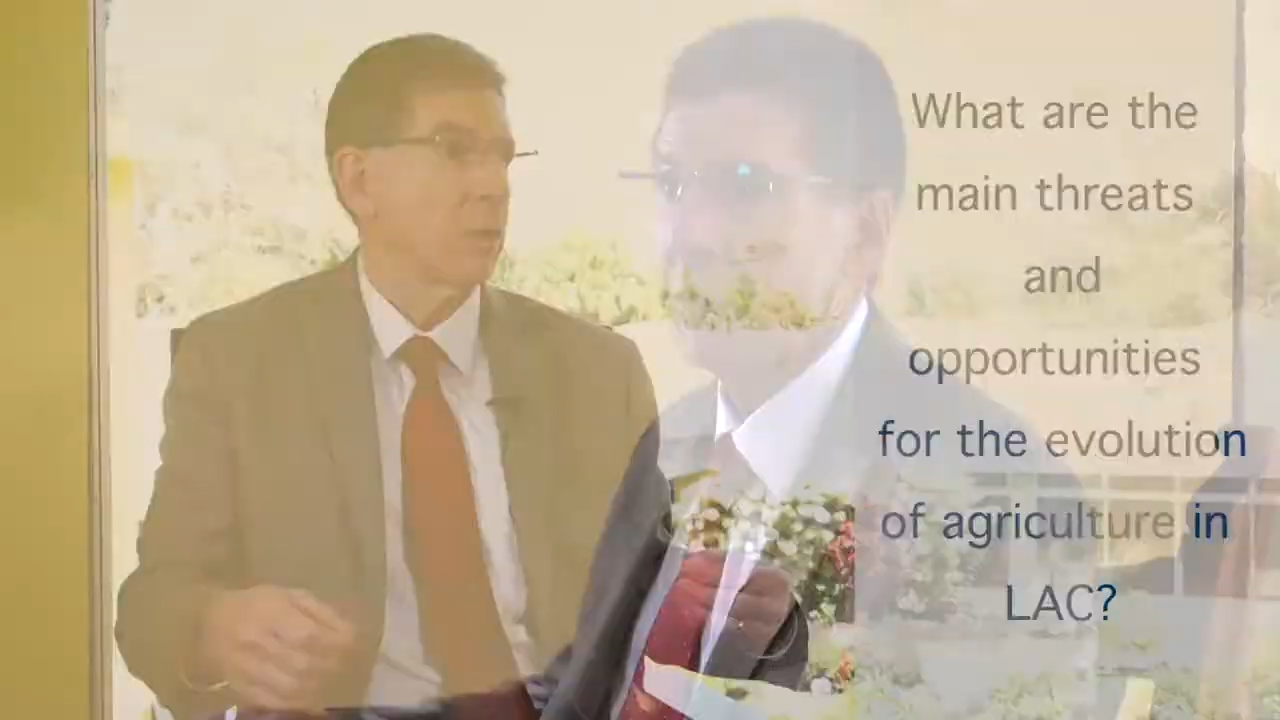 What are the
main threats
and
opportunities
for the evolution
of agriculture in
LAC?